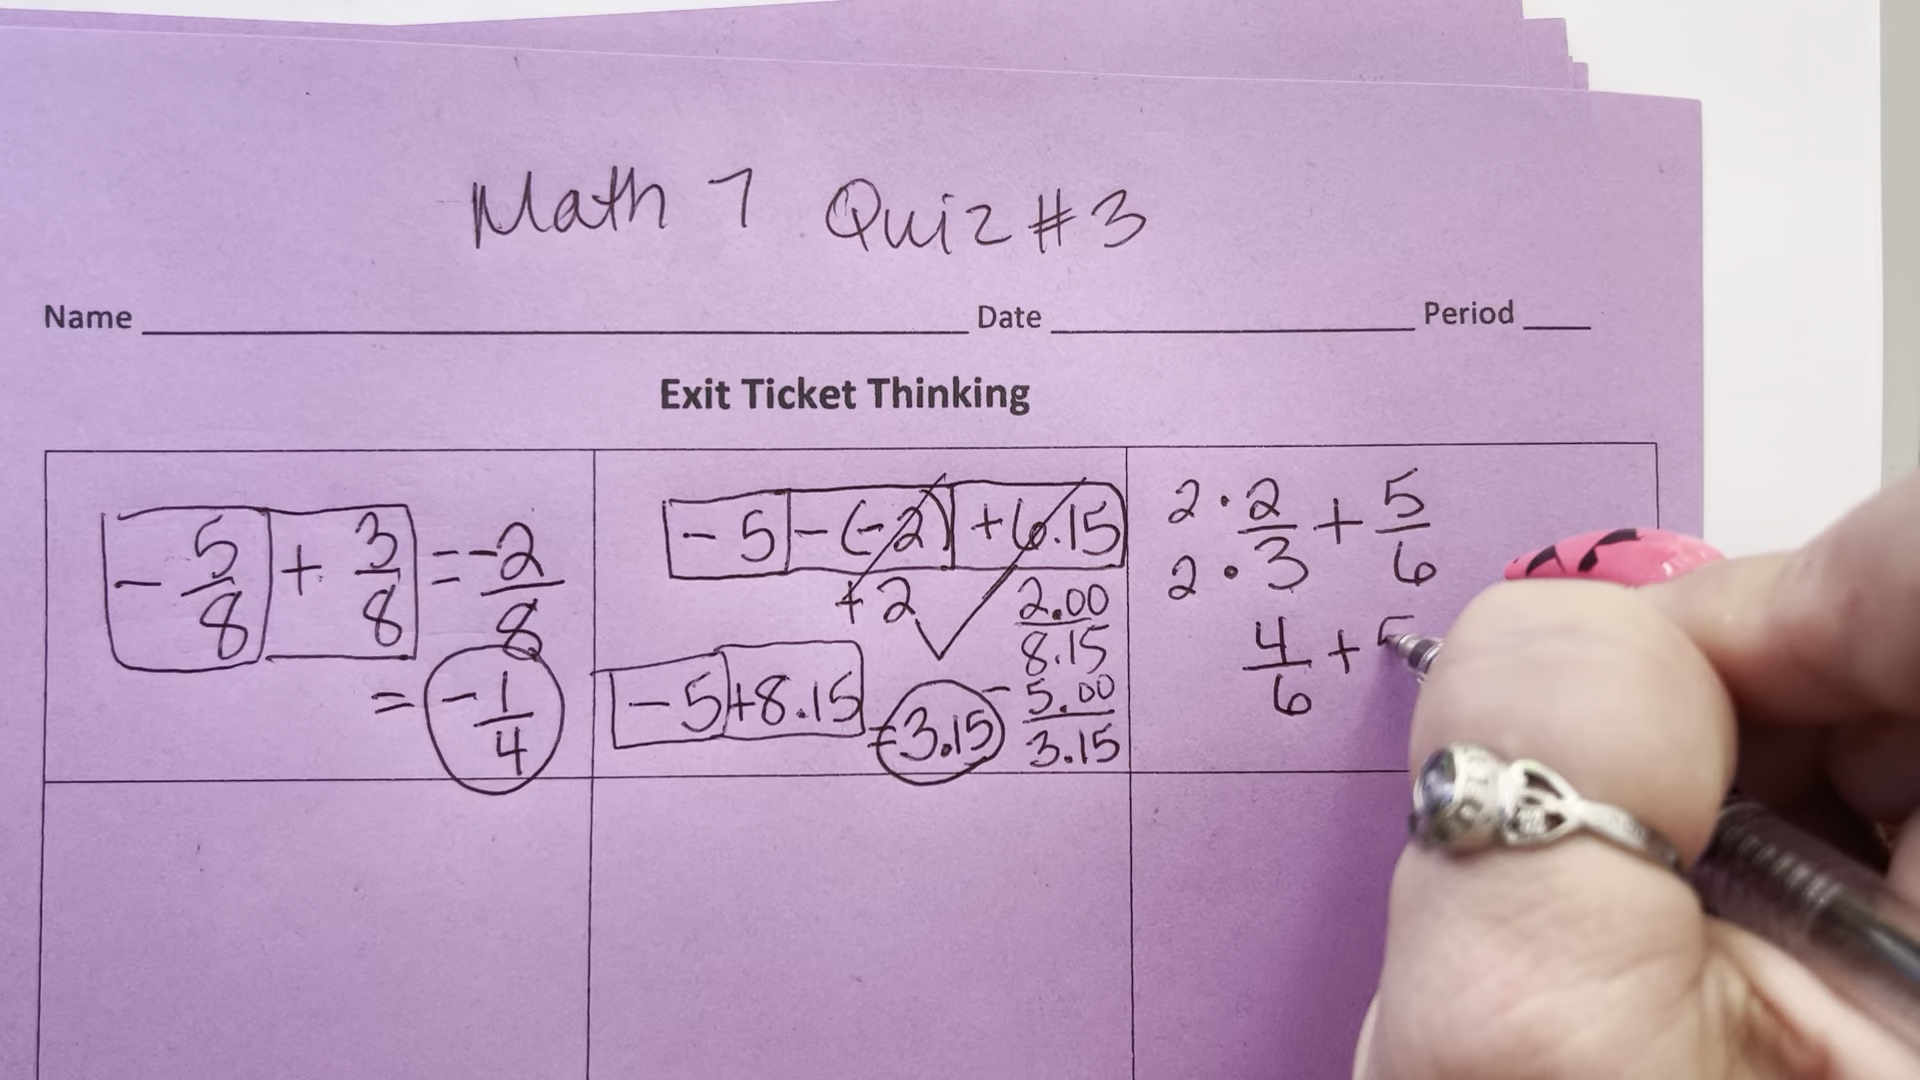 Math 7 Quiz #3
Name Date Period
Exit Ticket Thinking
- 5/8 + 3/8 = -2/8
= -1/4
- 5 - (-2) + 6.15
+2
2.00
8.15
- 5 + 8.15
= 3.15
- 5.00
3.15
2 · 2/2 · 3 + 5/6
4/6 + 5